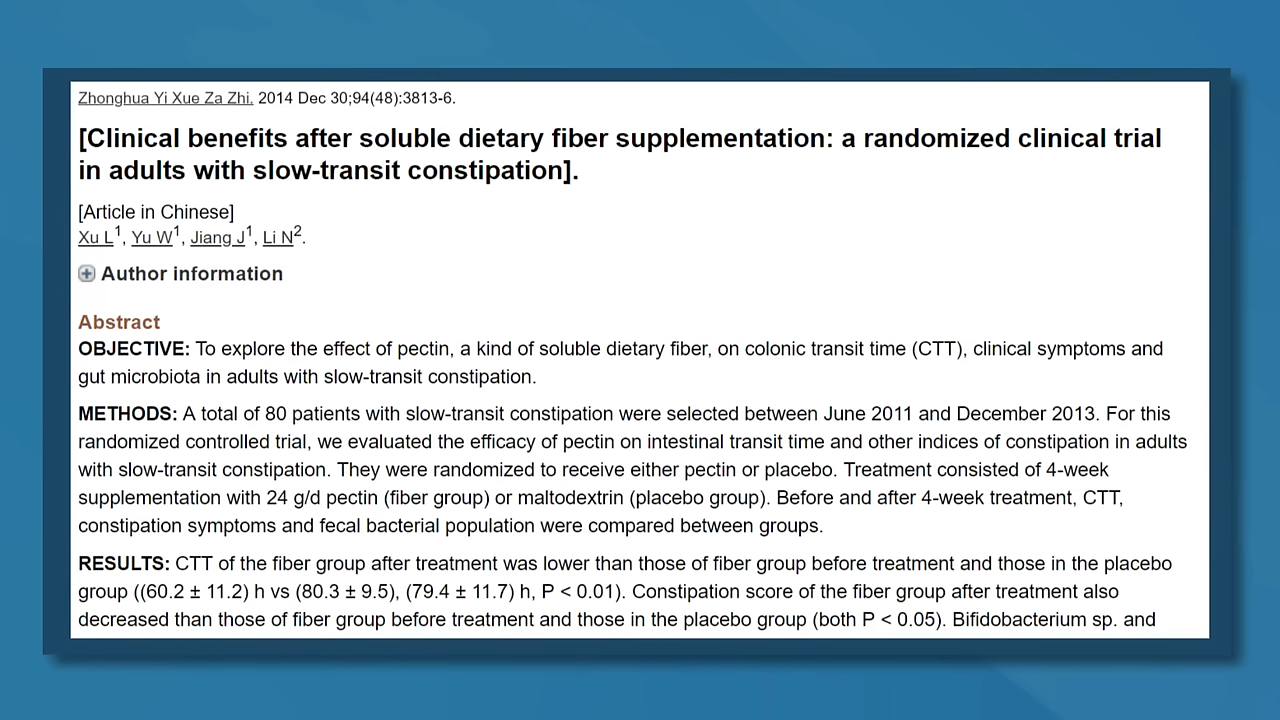 Zhonghua Yi Xue Za Zhi. 2014 Dec 30;94(48):3813-6.
[Clinical benefits after soluble dietary fiber supplementation: a randomized clinical trial
in adults with slow-transit constipation].
[Article in Chinese]
Xu L1, Yu W1, Jiang J1, Li N2.
Author information
Abstract
OBJECTIVE: To explore the effect of pectin, a kind of soluble dietary fiber, on colonic transit time (CTT), clinical symptoms and
gut microbiota in adults with slow-transit constipation.
METHODS: A total of 80 patients with slow-transit constipation were selected between June 2011 and December 2013. For this
randomized controlled trial, we evaluated the efficacy of pectin on intestinal transit time and other indices of constipation in adults
with slow-transit constipation. They were randomized to receive either pectin or placebo. Treatment consisted of 4-week
supplementation with 24 g/d pectin (fiber group) or maltodextrin (placebo group). Before and after 4-week treatment, CTT,
constipation symptoms and fecal bacterial population were compared between groups.
RESULTS: CTT of the fiber group after treatment was lower than those of fiber group before treatment and those in the placebo
group ((60.2 ± 11.2) h vs (80.3 ± 9.5), (79.4 ± 11.7) h, P < 0.01). Constipation score of the fiber group after treatment also
decreased than those of fiber group before treatment and those in the placebo group (both P < 0.05). Bifidobacterium sp. and